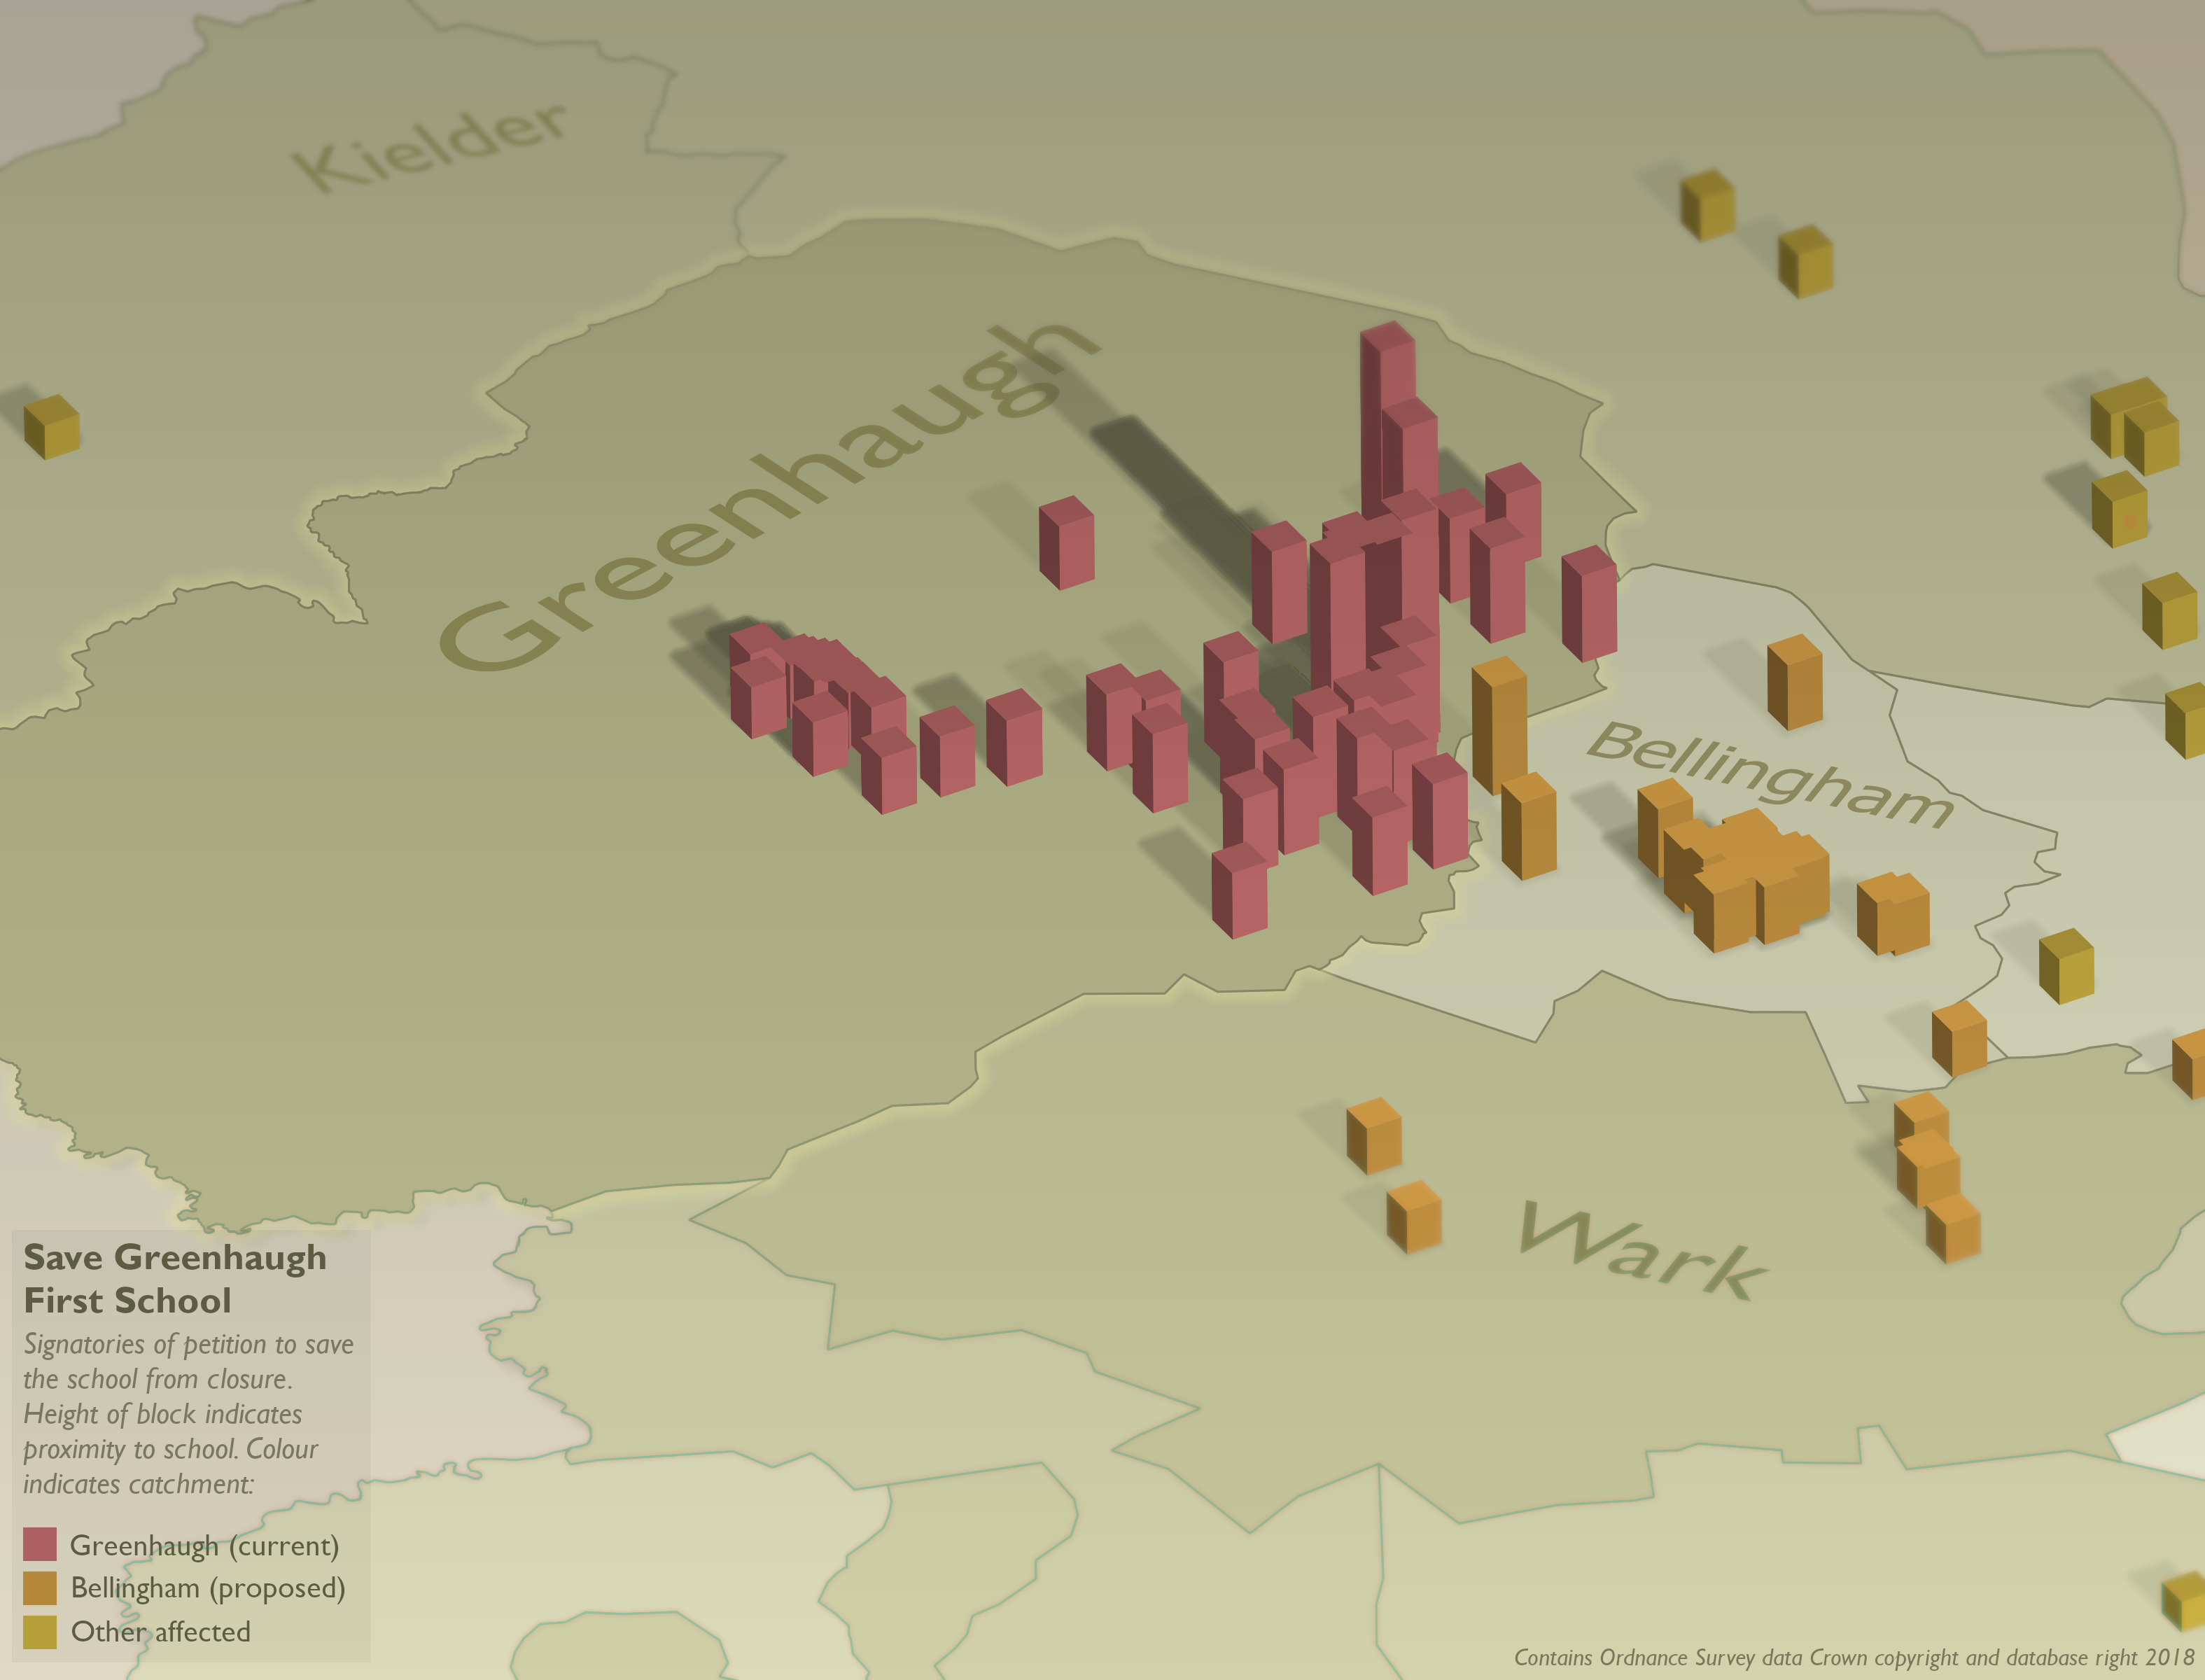 Kielder
Greenhaugh
Bellingham
Wark
Save Greenhaugh
First School
Signatories of petition to save
the school from closure.
Height of block indicates
proximity to school. Colour
indicates catchment:
Greenhaugh (current)
Bellingham (proposed)
Other affected
Contains Ordnance Survey data Crown copyright and database right 2018